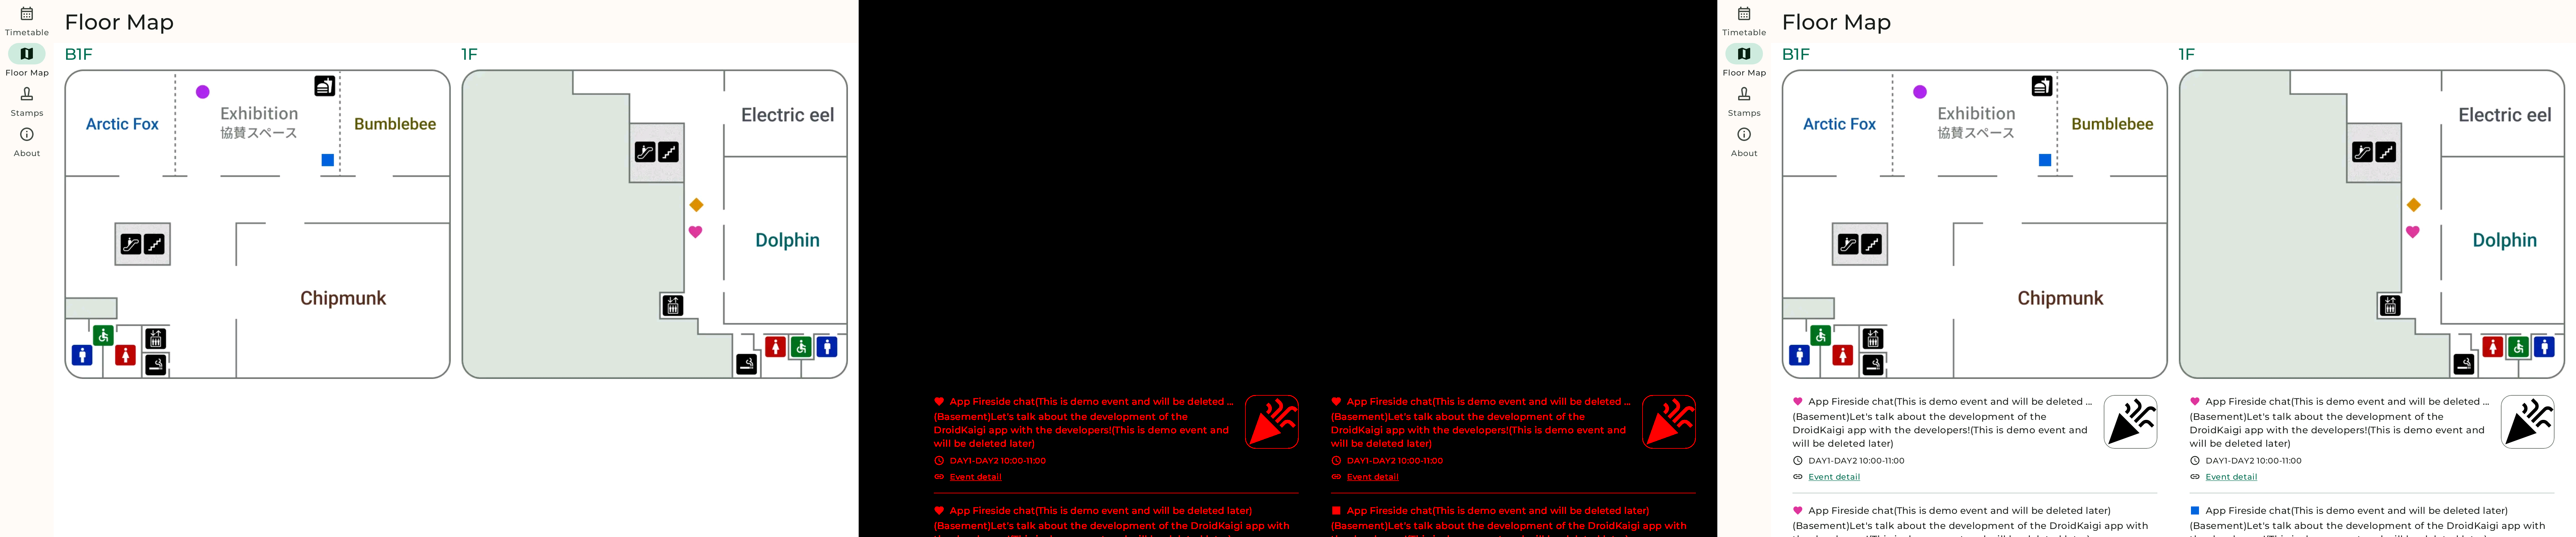 Floor Map
Timetable
Floor Map
Stamps
About
B1F
1F
Arctic Fox
Exhibition
協賛スペース
Bumblebee
Chipmunk
Electric eel
Dolphin
App Fireside chat(This is demo event and will be deleted ...
(Basement)Let's talk about the development of the
DroidKaigi app with the developers!(This is demo event and
will be deleted later)
DAY1-DAY2 10:00-11:00
Event detail
App Fireside chat(This is demo event and will be deleted later)
(Basement)Let's talk about the development of the DroidKaigi app with
App Fireside chat(This is demo event and will be deleted ...
(Basement)Let's talk about the development of the
DroidKaigi app with the developers!(This is demo event and
will be deleted later)
DAY1-DAY2 10:00-11:00
Event detail
App Fireside chat(This is demo event and will be deleted later)
(Basement)Let's talk about the development of the DroidKaigi app with
Floor Map
Timetable
Floor Map
Stamps
About
B1F
1F
Arctic Fox
Exhibition
協賛スペース
Bumblebee
Chipmunk
Electric eel
Dolphin
App Fireside chat(This is demo event and will be deleted ...
(Basement)Let's talk about the development of the
DroidKaigi app with the developers!(This is demo event and
will be deleted later)
DAY1-DAY2 10:00-11:00
Event detail
App Fireside chat(This is demo event and will be deleted later)
(Basement)Let's talk about the development of the DroidKaigi app with
App Fireside chat(This is demo event and will be deleted ...
(Basement)Let's talk about the development of the
DroidKaigi app with the developers!(This is demo event and
will be deleted later)
DAY1-DAY2 10:00-11:00
Event detail
App Fireside chat(This is demo event and will be deleted later)
(Basement)Let's talk about the development of the DroidKaigi app with